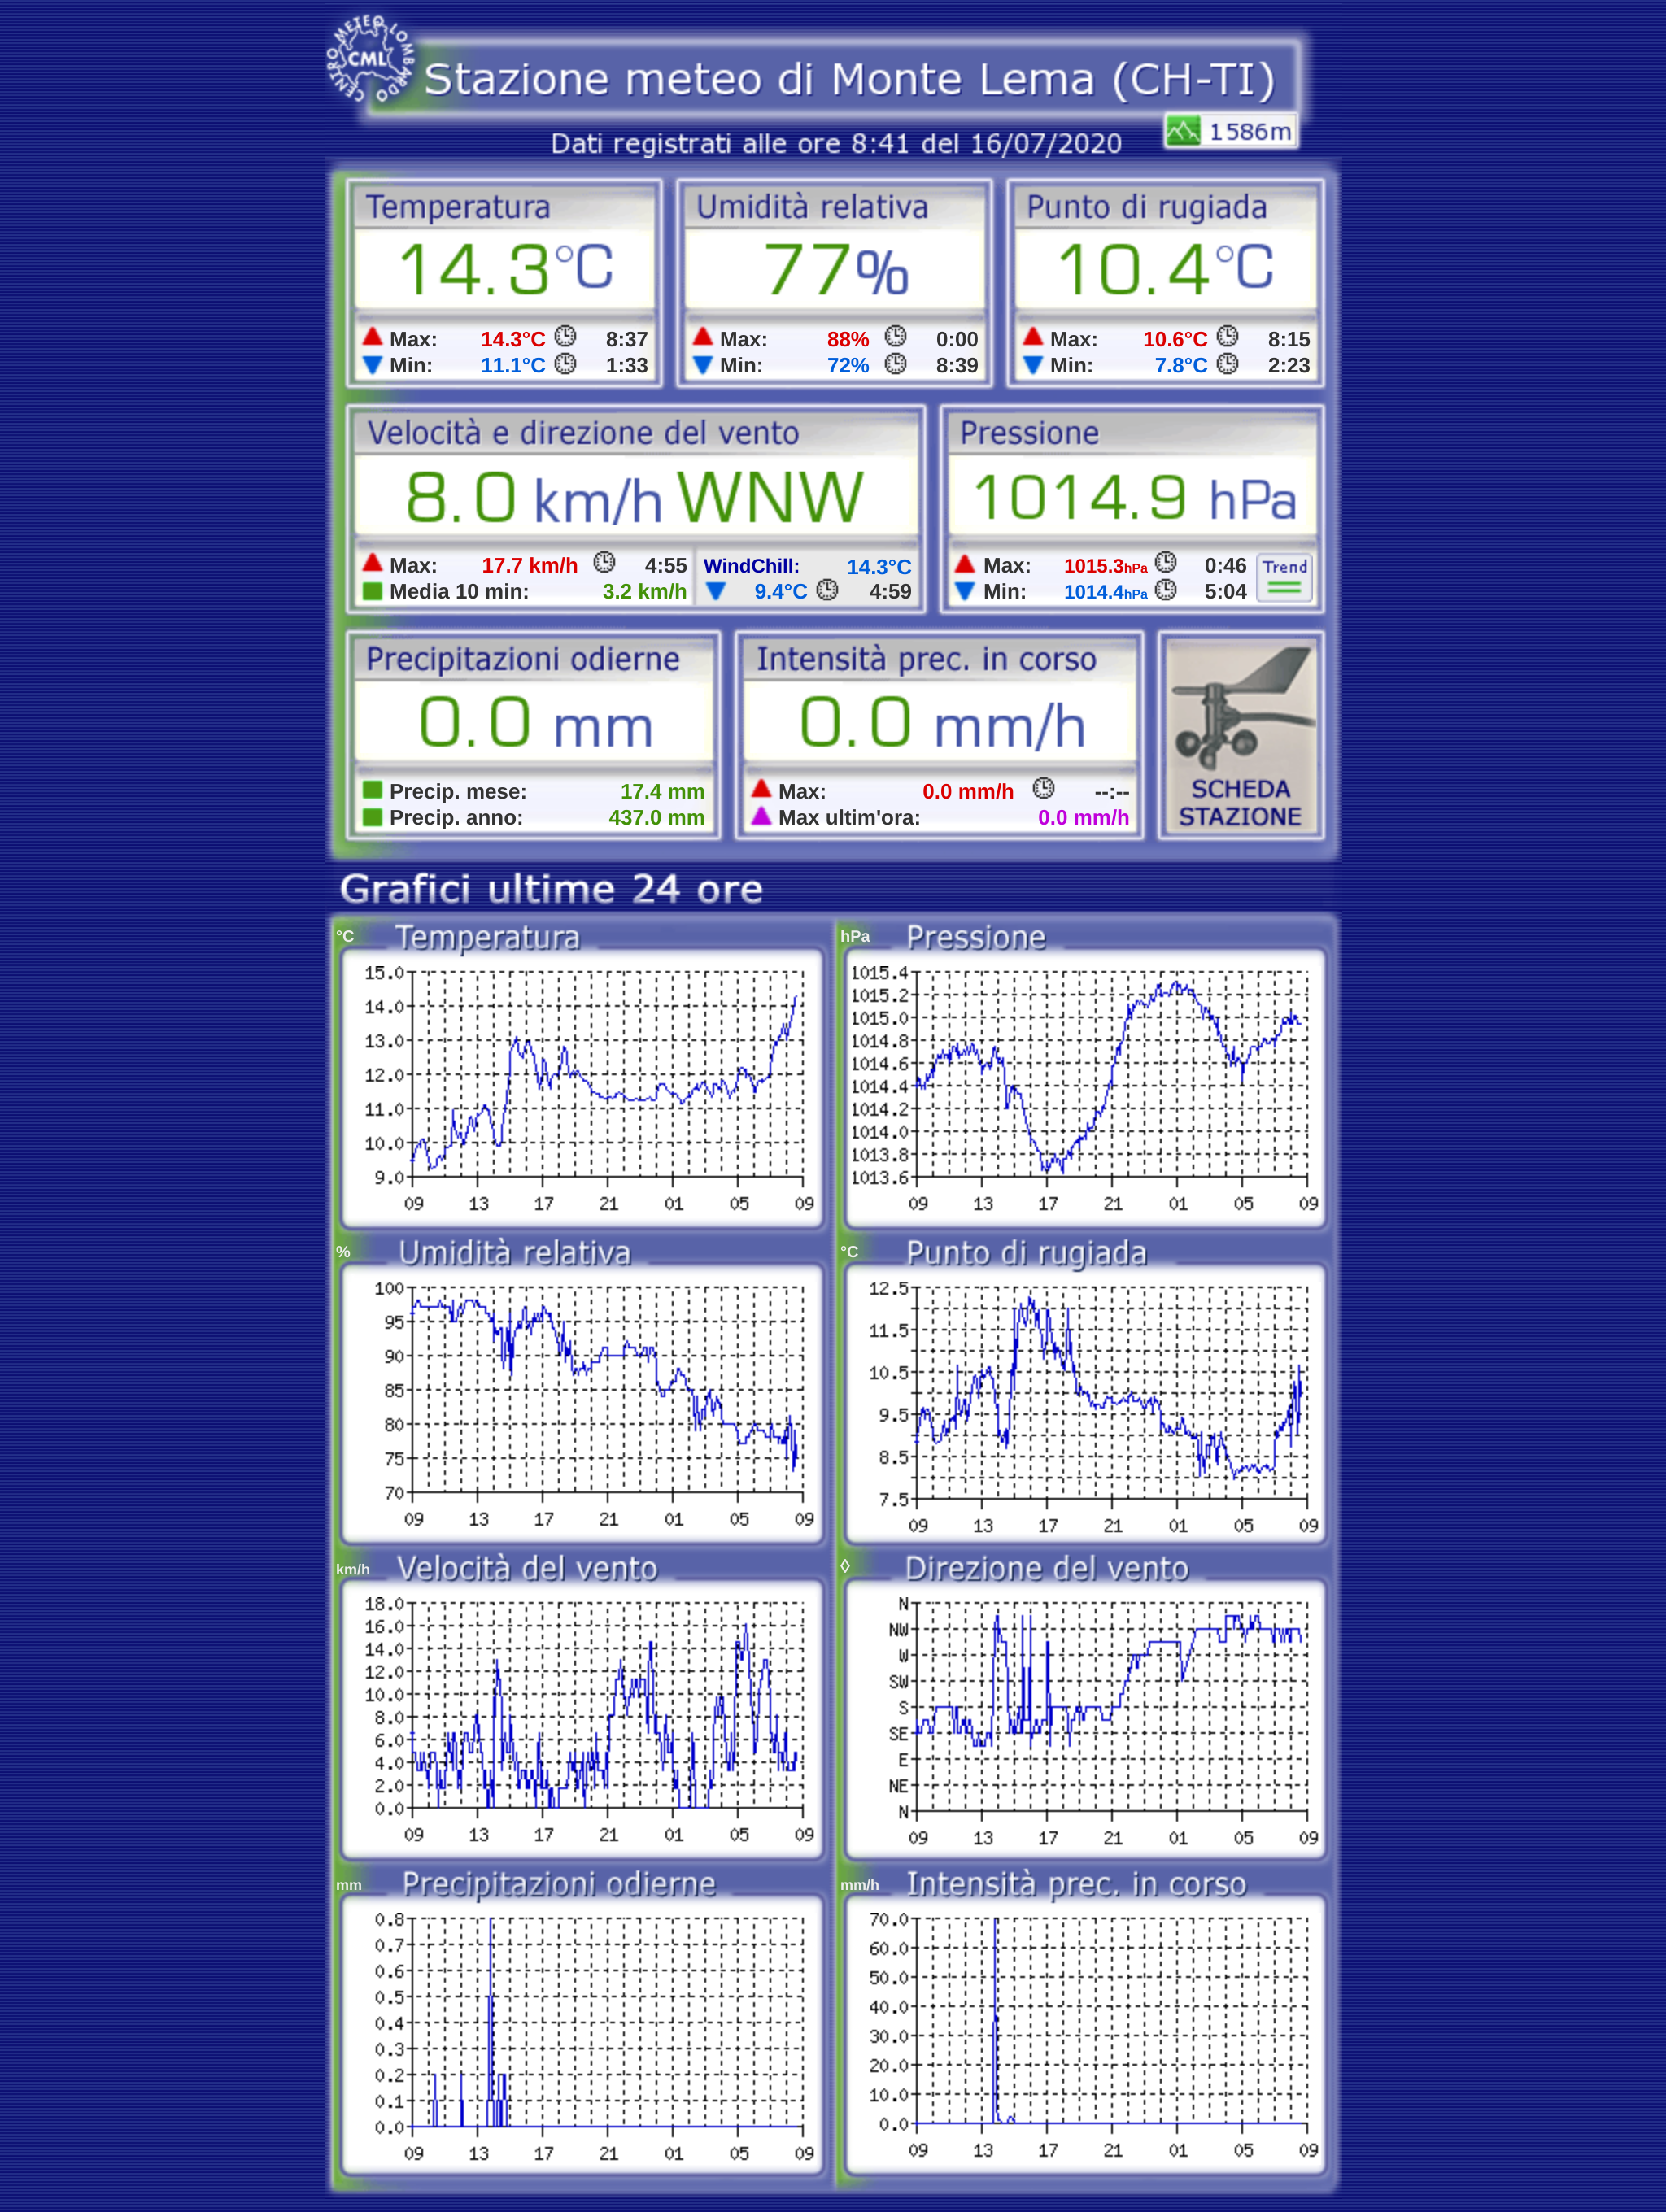 CENTRO METEO LOMBARDO
CML
Stazione meteo di Monte Lema (CH-TI)
1586m
Dati registrati alle ore 8:41 del 16/07/2020
Temperatura Umidità relativa Punto di rugiada
14.3°C 77% 10.4°C
Max: 14.3°C 8:37 Max: 88% 0:00 Max: 10.6°C 8:15
Min: 11.1°C 1:33 Min: 72% 8:39 Min: 7.8°C 2:23
Velocità e direzione del vento Pressione
8.0 km/h WNW 1014.9 hPa
Max: 17.7 km/h 4:55 WindChill: 14.3°C Max: 1015.3hPa 0:46 Trend
Media 10 min: 3.2 km/h 9.4°C 4:59 Min: 1014.4hPa 5:04
Precipitazioni odierne Intensità prec. in corso
0.0 mm 0.0 mm/h
Precip. mese: 17.4 mm Max: 0.0 mm/h --:-- SCHEDA
Precip. anno: 437.0 mm Max ultim'ora: 0.0 mm/h STAZIONE
Grafici ultime 24 ore
°C Temperatura
15.0
14.0
13.0
12.0
11.0
10.0
9.0
09 13 17 21 01 05 09
hPa Pressione
1015.4
1015.2
1015.0
1014.8
1014.6
1014.4
1014.2
1014.0
1013.8
1013.6
09 13 17 21 01 05 09
% Umidità relativa
100
95
90
85
80
75
70
09 13 17 21 01 05 09
°C Punto di rugiada
12.5
11.5
10.5
9.5
8.5
7.5
09 13 17 21 01 05 09
km/h Velocità del vento
18.0
16.0
14.0
12.0
10.0
8.0
6.0
4.0
2.0
0.0
09 13 17 21 01 05 09
◊ Direzione del vento
N
NW
W
SW
S
SE
E
NE
N
09 13 17 21 01 05 09
mm Precipitazioni odierne
0.8
0.7
0.6
0.5
0.4
0.3
0.2
0.1
0.0
09 13 17 21 01 05 09
mm/h Intensità prec. in corso
70.0
60.0
50.0
40.0
30.0
20.0
10.0
0.0
09 13 17 21 01 05 09